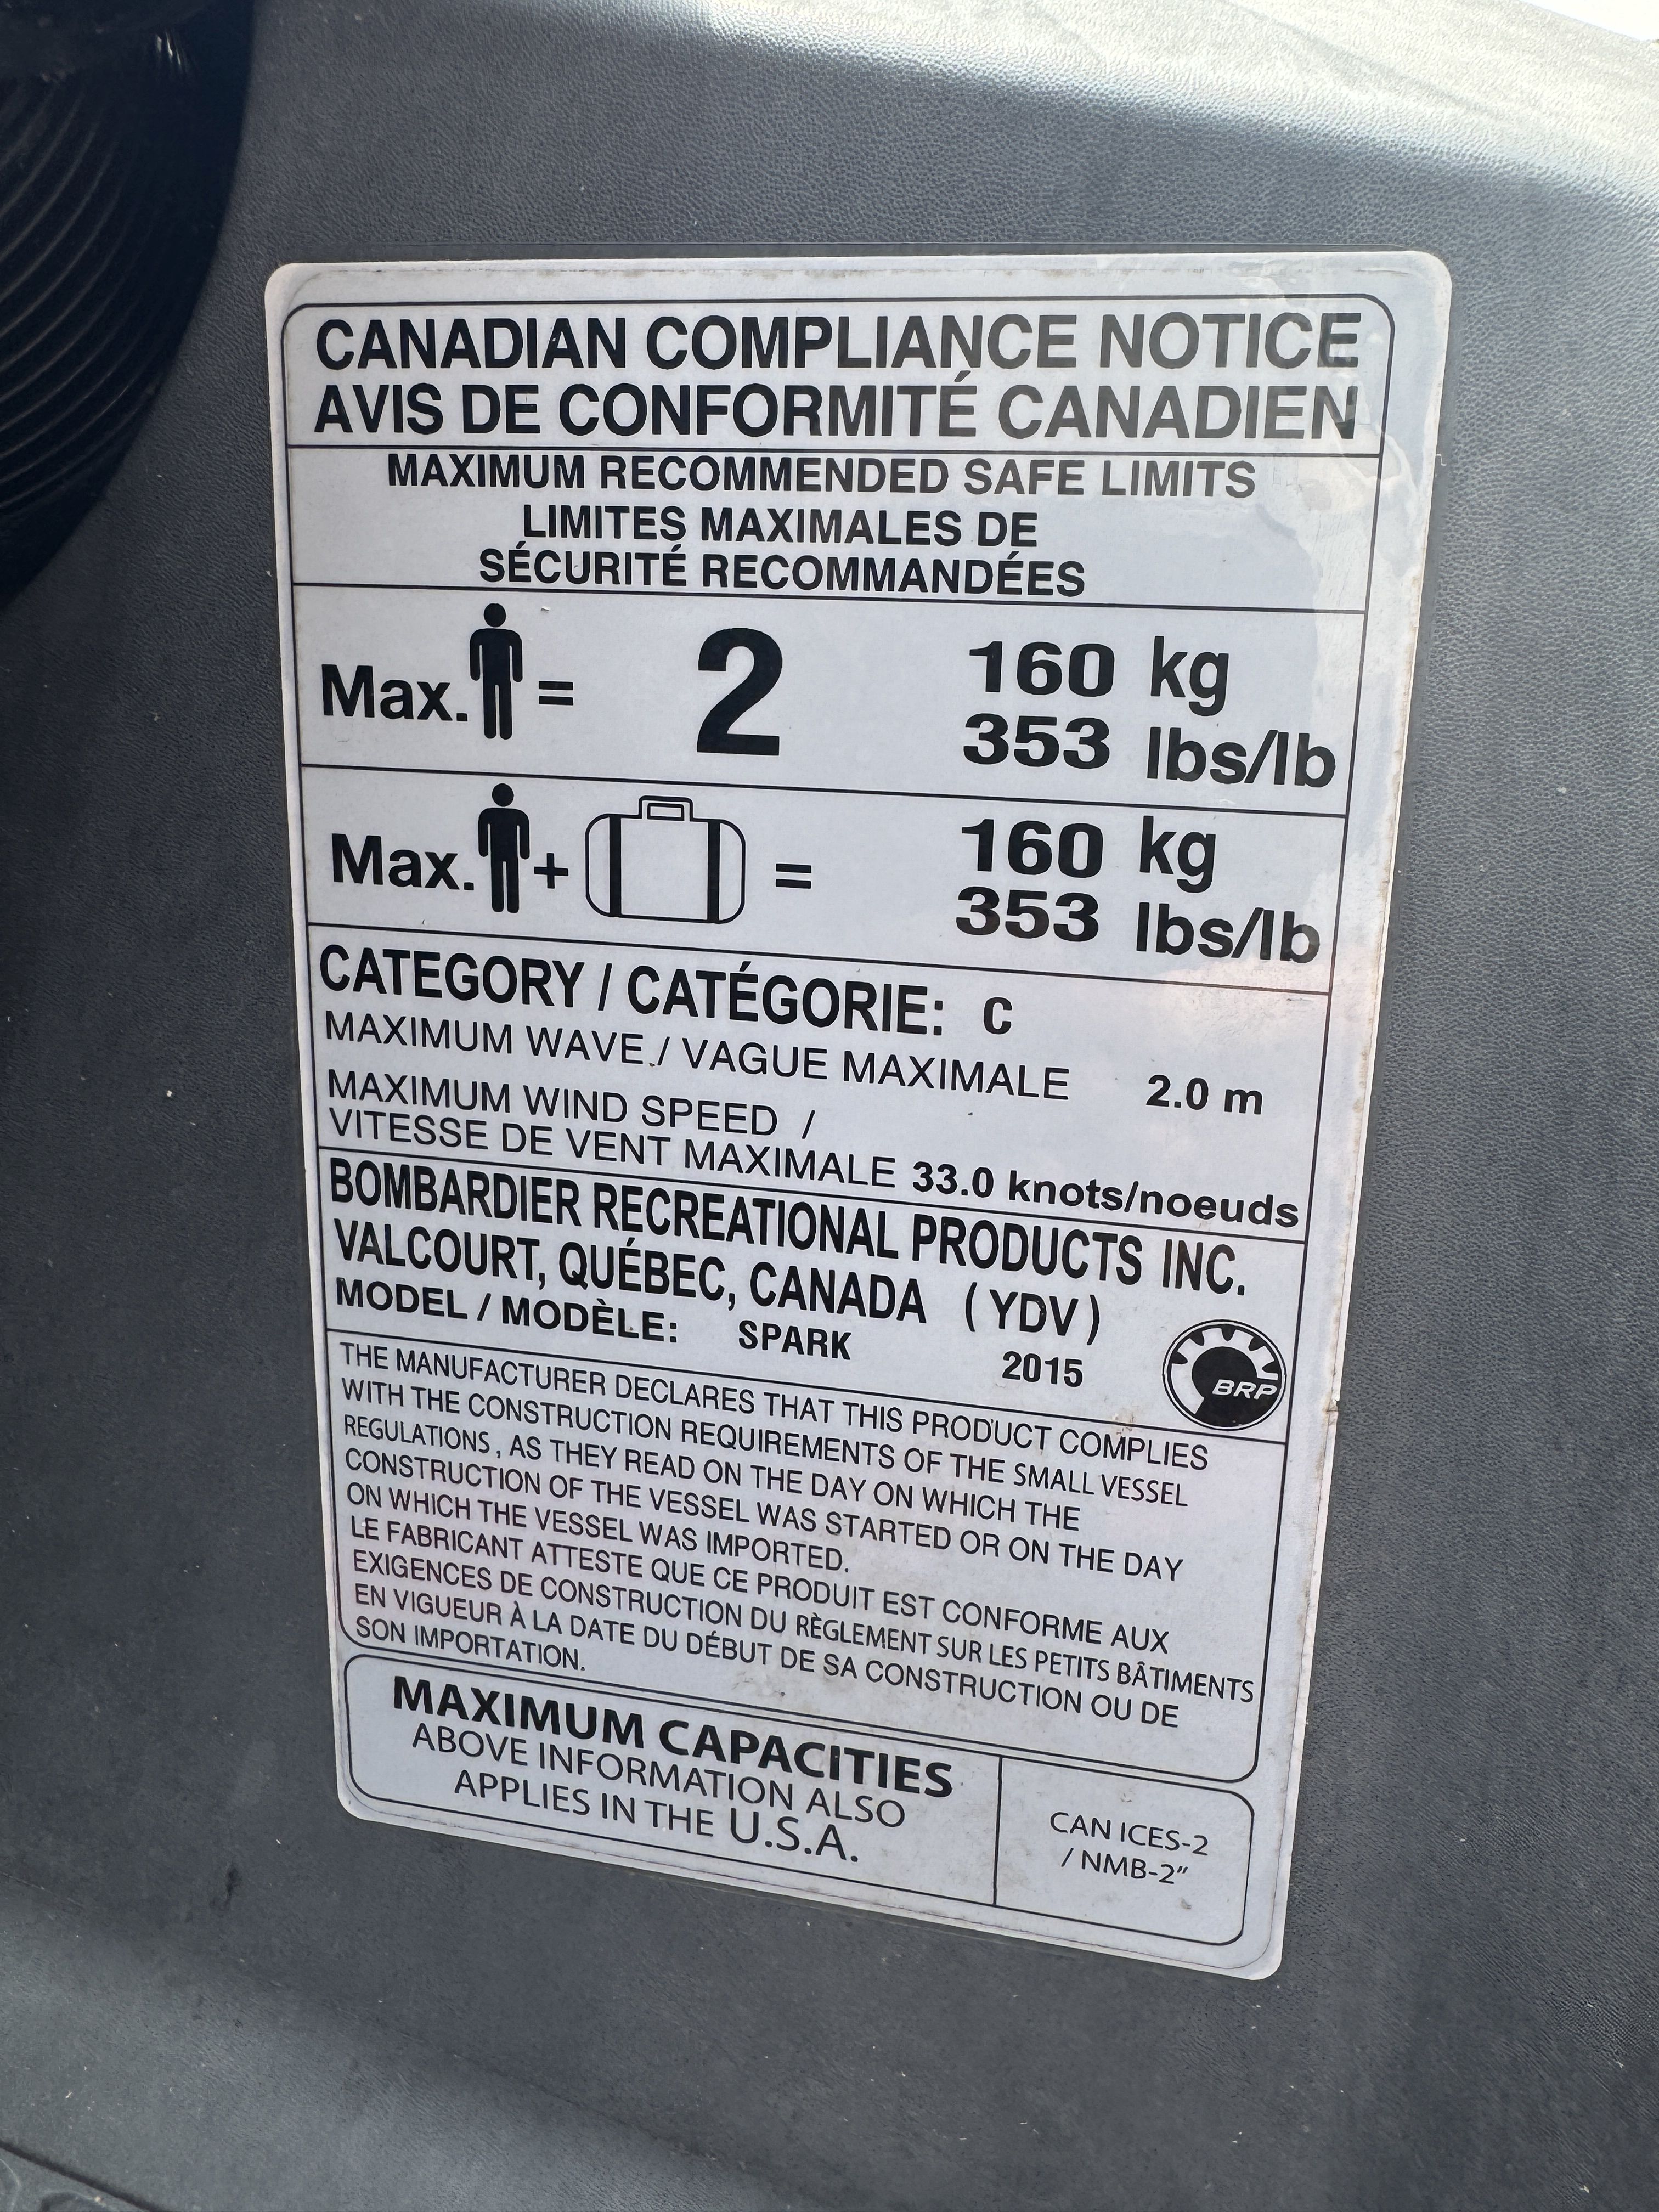 CANADIAN COMPLIANCE NOTICE
AVIS DE CONFORMITÉ CANADIEN
MAXIMUM RECOMMENDED SAFE LIMITS
LIMITES MAXIMALES DE
SÉCURITÉ RECOMMANDÉES
Max. = 2 160 kg
353 lbs/lb
Max. + = 160 kg
353 lbs/lb
CATEGORY / CATÉGORIE: C
MAXIMUM WAVE / VAGUE MAXIMALE 2.0 m
MAXIMUM WIND SPEED /
VITESSE DE VENT MAXIMALE 33.0 knots/noeuds
BOMBARDIER RECREATIONAL PRODUCTS INC.
VALCOURT, QUÉBEC, CANADA (YDV)
MODEL / MODÈLE: SPARK 2015
BRP
THE MANUFACTURER DECLARES THAT THIS PRODUCT COMPLIES
WITH THE CONSTRUCTION REQUIREMENTS OF THE SMALL VESSEL
REGULATIONS, AS THEY READ ON THE DAY ON WHICH THE
CONSTRUCTION OF THE VESSEL WAS STARTED OR ON THE DAY
ON WHICH THE VESSEL WAS IMPORTED.
LE FABRICANT ATTESTE QUE CE PRODUIT EST CONFORME AUX
EXIGENCES DE CONSTRUCTION DU RÈGLEMENT SUR LES PETITS BÂTIMENTS
EN VIGUEUR À LA DATE DU DÉBUT DE SA CONSTRUCTION OU DE
SON IMPORTATION.
MAXIMUM CAPACITIES
ABOVE INFORMATION ALSO
APPLIES IN THE U.S.A.
CAN ICES-2
/ NMB-2”